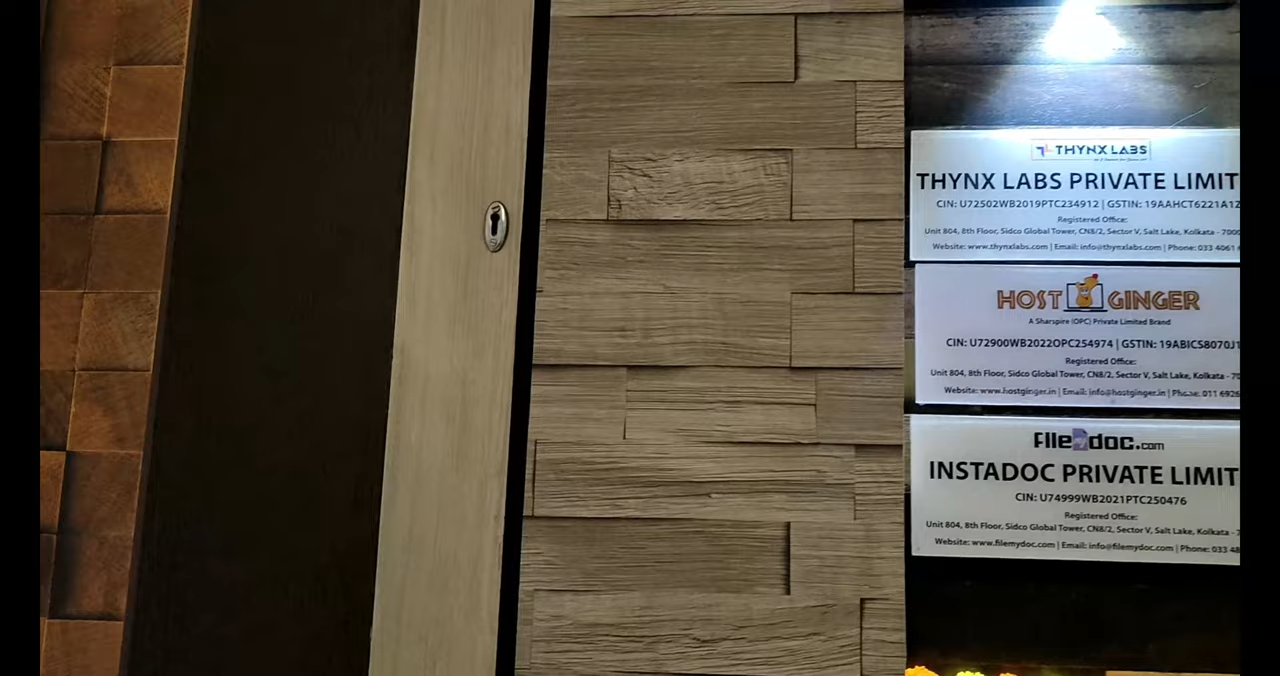 THYNX LABS
THYNX LABS PRIVATE LIMIT
CIN: U72502WB2019PTC234912 | GSTIN: 19AAHCT6221A1Z
Registered Office:
Unit 804, 8th Floor, Sidco Global Tower, CN8/2, Sector V, Salt Lake, Kolkata - 7000
Website: www.thynxlabs.com | Email: info@thynxlabs.com | Phone: 033 4061
HOST GINGER
A Sharspire (OPC) Private Limited Brand
CIN: U72900WB2022OPC254974 | GSTIN: 19ABICS8070J1
Registered Office:
Unit 804, 8th Floor, Sidco Global Tower, CN8/2, Sector V, Salt Lake, Kolkata - 70
Website: www.hostginger.in | Email: info@hostginger.in | Phone: 011 6926
FIle doc.com
INSTADOC PRIVATE LIMIT
CIN: U74999WB2021PTC250476
Registered Office:
Unit 804, 8th Floor, Sidco Global Tower, CN8/2, Sector V, Salt Lake, Kolkata - 7
Website: www.filemydoc.com | Email: info@filemydoc.com | Phone: 033 48